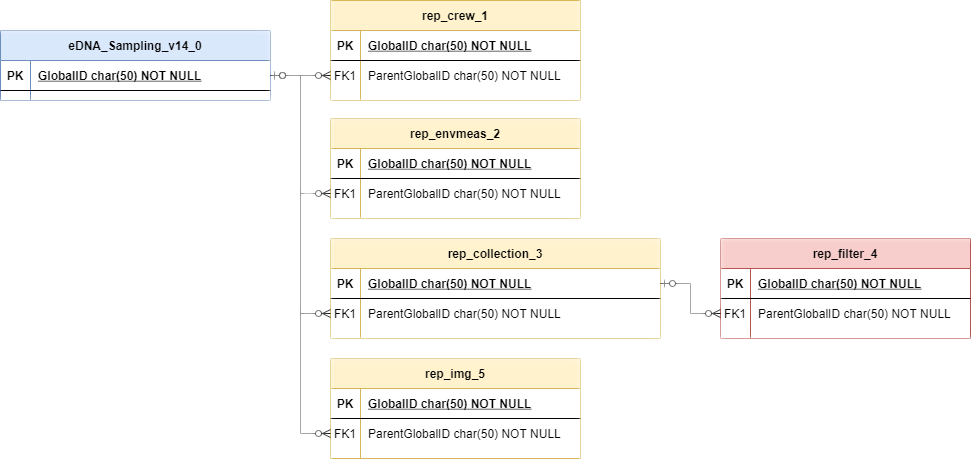 eDNA_Sampling_v14_0
PK GlobalID char(50) NOT NULL
rep_crew_1
PK GlobalID char(50) NOT NULL
FK1 ParentGlobalID char(50) NOT NULL
rep_envmeas_2
PK GlobalID char(50) NOT NULL
FK1 ParentGlobalID char(50) NOT NULL
rep_collection_3
PK GlobalID char(50) NOT NULL
FK1 ParentGlobalID char(50) NOT NULL
rep_filter_4
PK GlobalID char(50) NOT NULL
FK1 ParentGlobalID char(50) NOT NULL
rep_img_5
PK GlobalID char(50) NOT NULL
FK1 ParentGlobalID char(50) NOT NULL